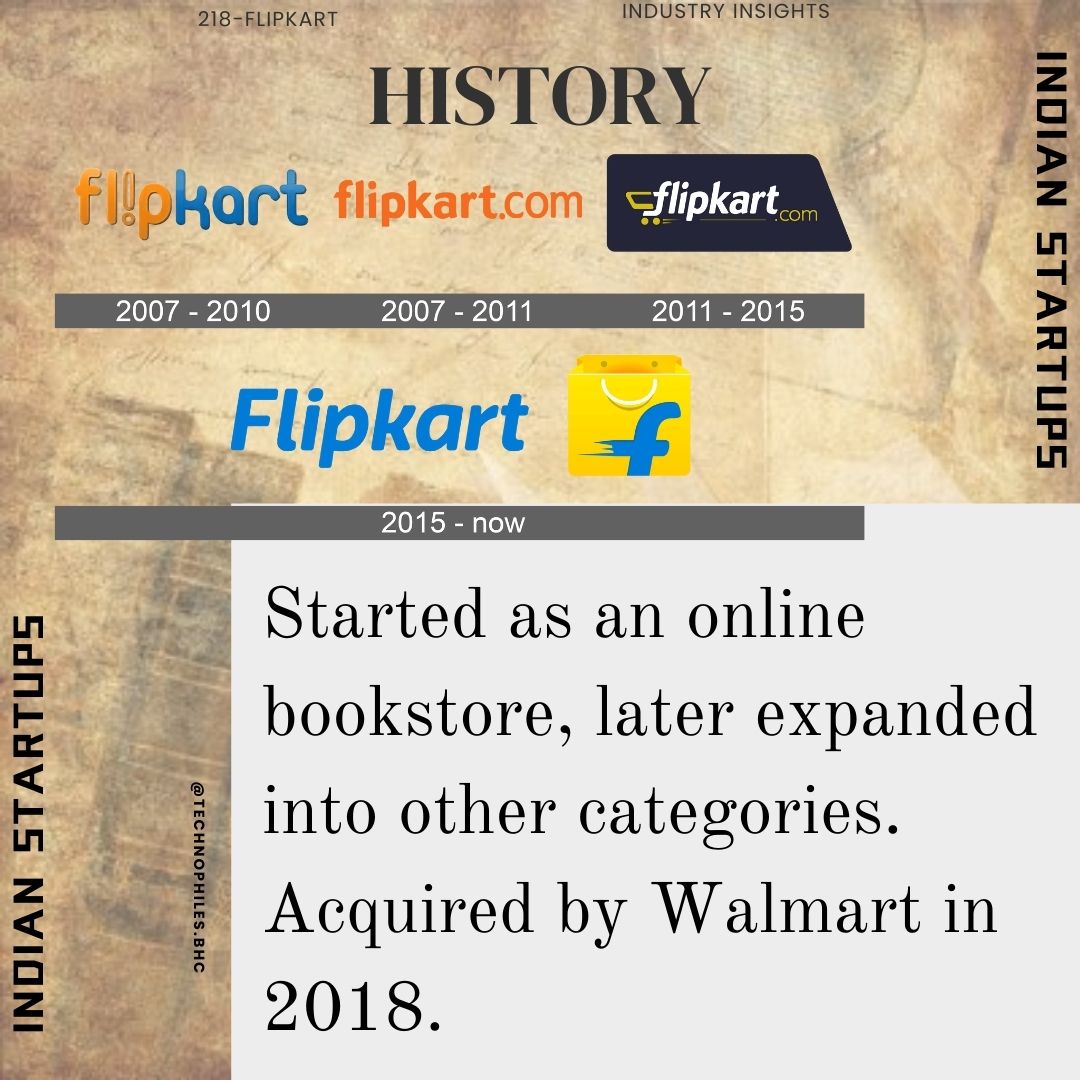 218-FLIPKART
INDUSTRY INSIGHTS
HISTORY
flipkart
flipkart.com
flipkart.com
2007 - 2010
2007 - 2011
2011 - 2015
Flipkart
f
2015 - now
Started as an online
bookstore, later expanded
into other categories.
Acquired by Walmart in
2018.
INDIAN STARTUPS
INDIAN STARTUPS
@TECHNOPHILES.BHC